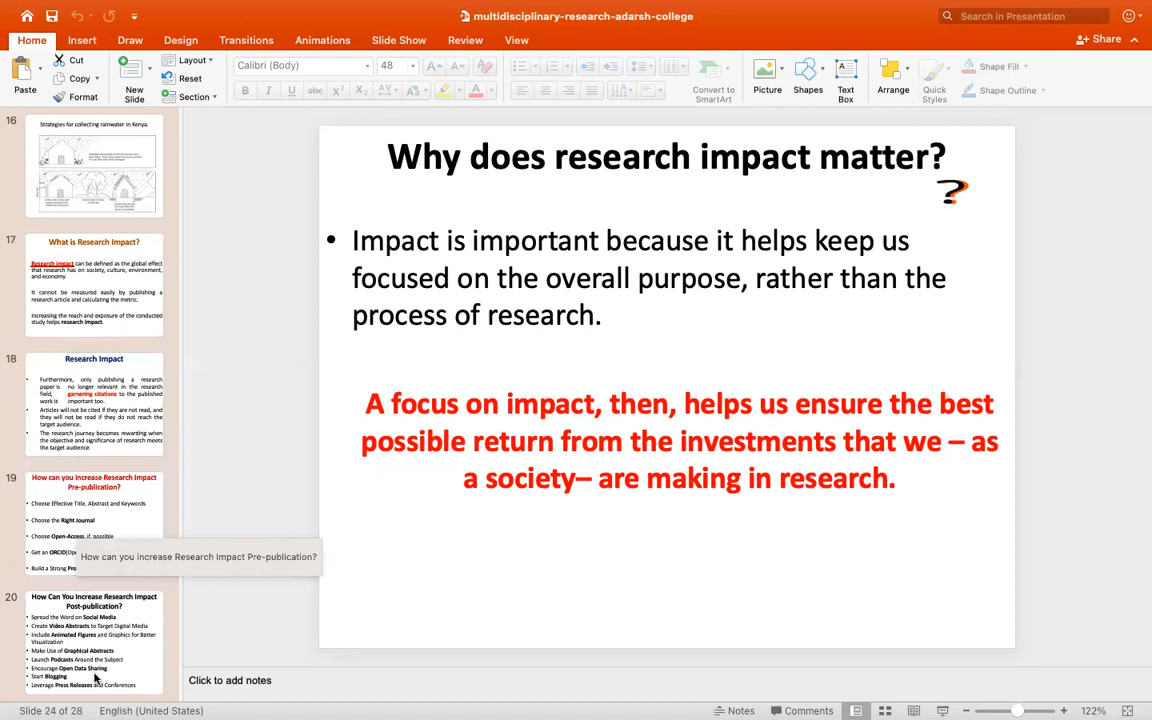 multidisciplinary-research-adarsh-college
Search in Presentation
Home Insert Draw Design Transitions Animations Slide Show Review View
Share
Paste
Cut
Copy
Format
New Slide
Layout
Reset
Section
Calibri (Body)
48
Convert to SmartArt
Picture
Shapes
Text Box
Arrange
Quick Styles
Shape Fill
Shape Outline
16
Strategies for collecting rainwater in Kenya.
17
What is Research Impact?
Research impact can be defined as the global effect
that research has on society, culture, environment,
and economy.
It cannot be measured easily by publishing a
research article and calculating the metric.
Increasing the reach and exposure of the conducted
study helps research impact.
18
Research Impact
• Furthermore, only publishing a research
paper is no longer relevant in the research
field, garnering citations to the published
work is important too.
• Articles will not be cited if they are not read, and
they will not be read if they do not reach the
target audience.
• The research journey becomes rewarding when
the objective and significance of research meets
the target audience.
19
How can you increase Research Impact
Pre-publication?
• Choose Effective Title, Abstract and Keywords
• Choose the Right Journal
• Choose Open-Access, if, possible
• Get an ORCID(Op
• Build a Strong Pro
How can you increase Research Impact Pre-publication?
20
How Can You Increase Research Impact
Post-publication?
• Spread the Word on Social Media
• Create Video Abstracts to Target Digital Media
• Include Animated Figures and Graphics for Better
Visualization
• Make Use of Graphical Abstracts
• Launch Podcasts Around the Subject
• Encourage Open Data Sharing
• Start Blogging
• Leverage Press Releases and Conferences
Why does research impact matter?
?
• Impact is important because it helps keep us
focused on the overall purpose, rather than the
process of research.
A focus on impact, then, helps us ensure the best
possible return from the investments that we – as
a society– are making in research.
Click to add notes
Slide 24 of 28
English (United States)
Notes
Comments
122%